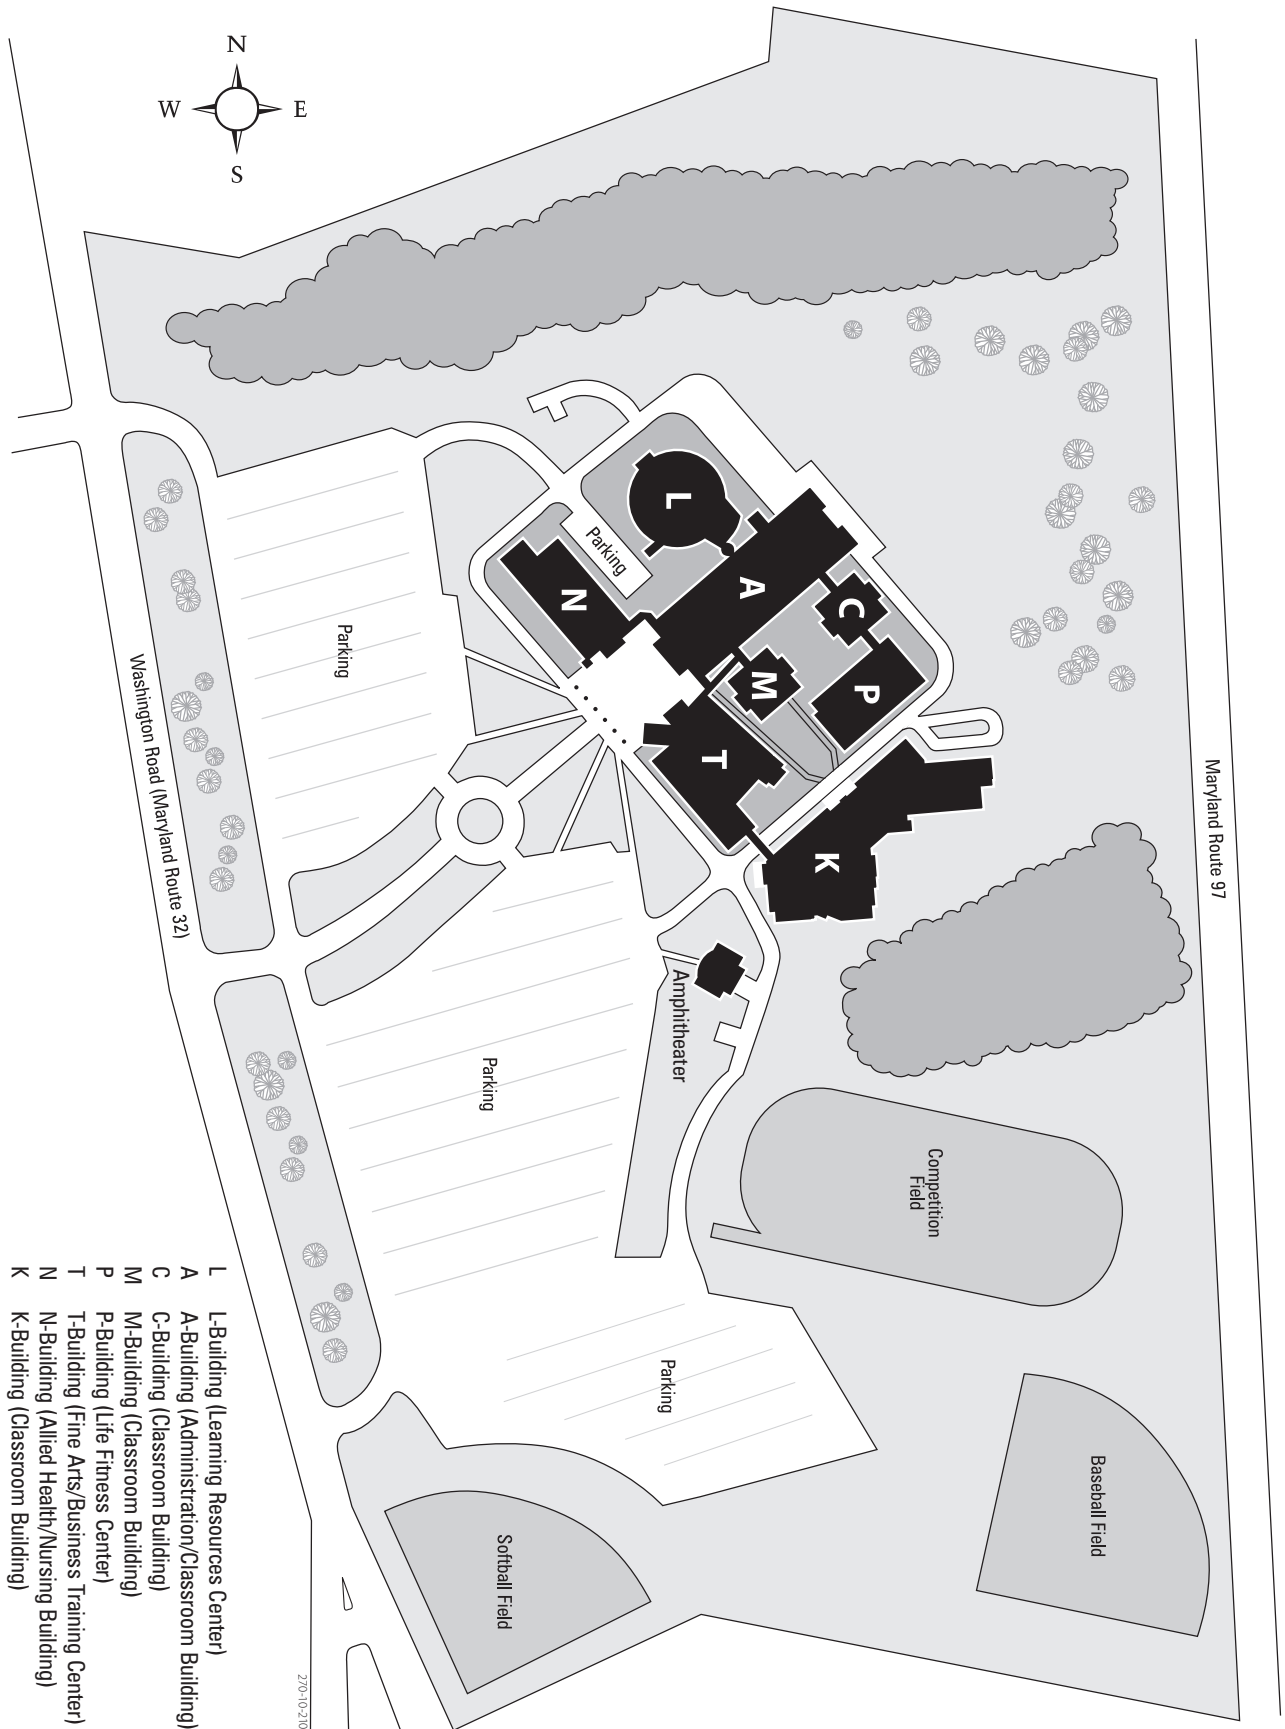 N
W E
S
L
Parking
A
N
C
M
P
T
K
Parking
Washington Road (Maryland Route 32)
Maryland Route 97
Amphitheater
Parking
Competition
Field
Parking
Baseball Field
Softball Field
L L-Building (Learning Resources Center)
A A-Building (Administration/Classroom Building)
C C-Building (Classroom Building)
M M-Building (Classroom Building)
P P-Building (Life Fitness Center)
T T-Building (Fine Arts/Business Training Center)
N N-Building (Allied Health/Nursing Building)
K K-Building (Classroom Building)
270-10-210